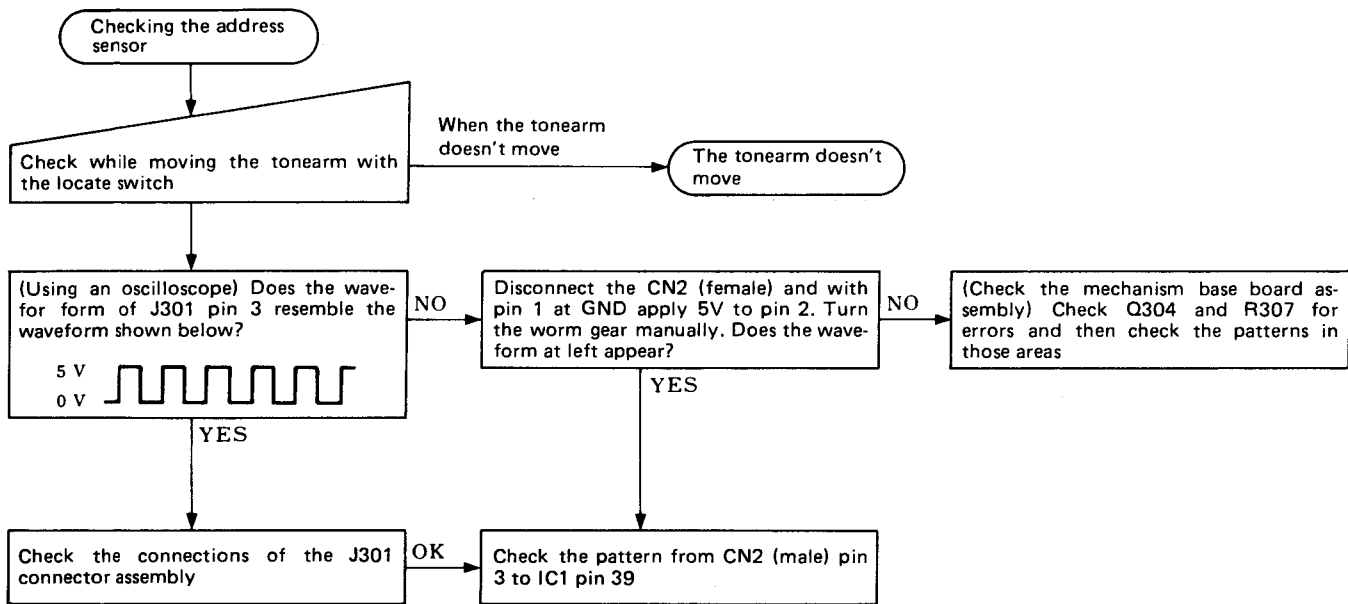 Checking the address
sensor
Check while moving the tonearm with
the locate switch
When the tonearm
doesn't move
The tonearm doesn't
move
(Using an oscilloscope) Does the wave-
for form of J301 pin 3 resemble the
waveform shown below?
5 V
0 V
NO
Disconnect the CN2 (female) and with
pin 1 at GND apply 5V to pin 2. Turn
the worm gear manually. Does the wave-
form at left appear?
NO
(Check the mechanism base board as-
sembly) Check Q304 and R307 for
errors and then check the patterns in
those areas
YES
YES
Check the connections of the J301
connector assembly
OK
Check the pattern from CN2 (male) pin
3 to IC1 pin 39